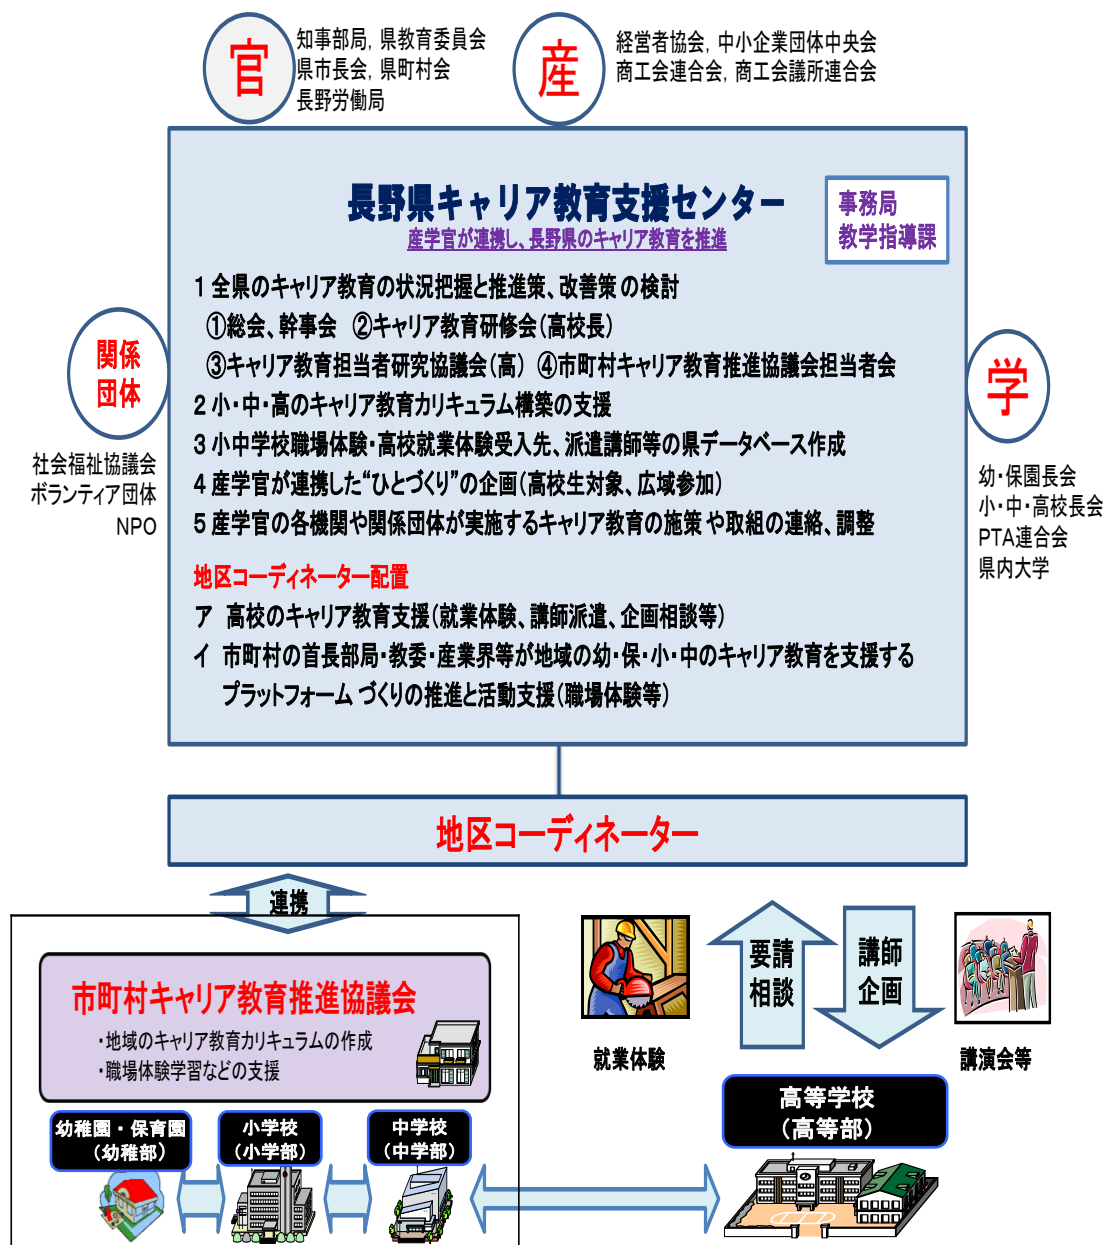 官
知事部局, 県教育委員会
県市長会, 県町村会
長野労働局
産
経営者協会, 中小企業団体中央会
商工会連合会, 商工会議所連合会
長野県キャリア教育支援センター
産学官が連携し、長野県のキャリア教育を推進
事務局
教学指導課
1 全県のキャリア教育の状況把握と推進策、改善策の検討
①総会、幹事会 ②キャリア教育研修会(高校長)
③キャリア教育担当者研究協議会(高) ④市町村キャリア教育推進協議会担当者会
2 小・中・高のキャリア教育カリキュラム構築の支援
3 小中学校職場体験・高校就業体験受入先、派遣講師等の県データベース作成
4 産学官が連携した“ひとづくり”の企画(高校生対象、広域参加)
5 産学官の各機関や関係団体が実施するキャリア教育の施策や取組の連絡、調整
地区コーディネーター配置
ア 高校のキャリア教育支援(就業体験、講師派遣、企画相談等)
イ 市町村の首長部局・教委・産業界等が地域の幼・保・小・中のキャリア教育を支援する
プラットフォームづくりの推進と活動支援(職場体験等)
関係
団体
社会福祉協議会
ボランティア団体
NPO
学
幼・保園長会
小・中・高校長会
PTA連合会
県内大学
地区コーディネーター
連携
市町村キャリア教育推進協議会
・地域のキャリア教育カリキュラムの作成
・職場体験学習などの支援
幼稚園・保育園
(幼稚部)
小学校
(小学部)
中学校
(中学部)
就業体験
要請
相談
講師
企画
講演会等
高等学校
(高等部)